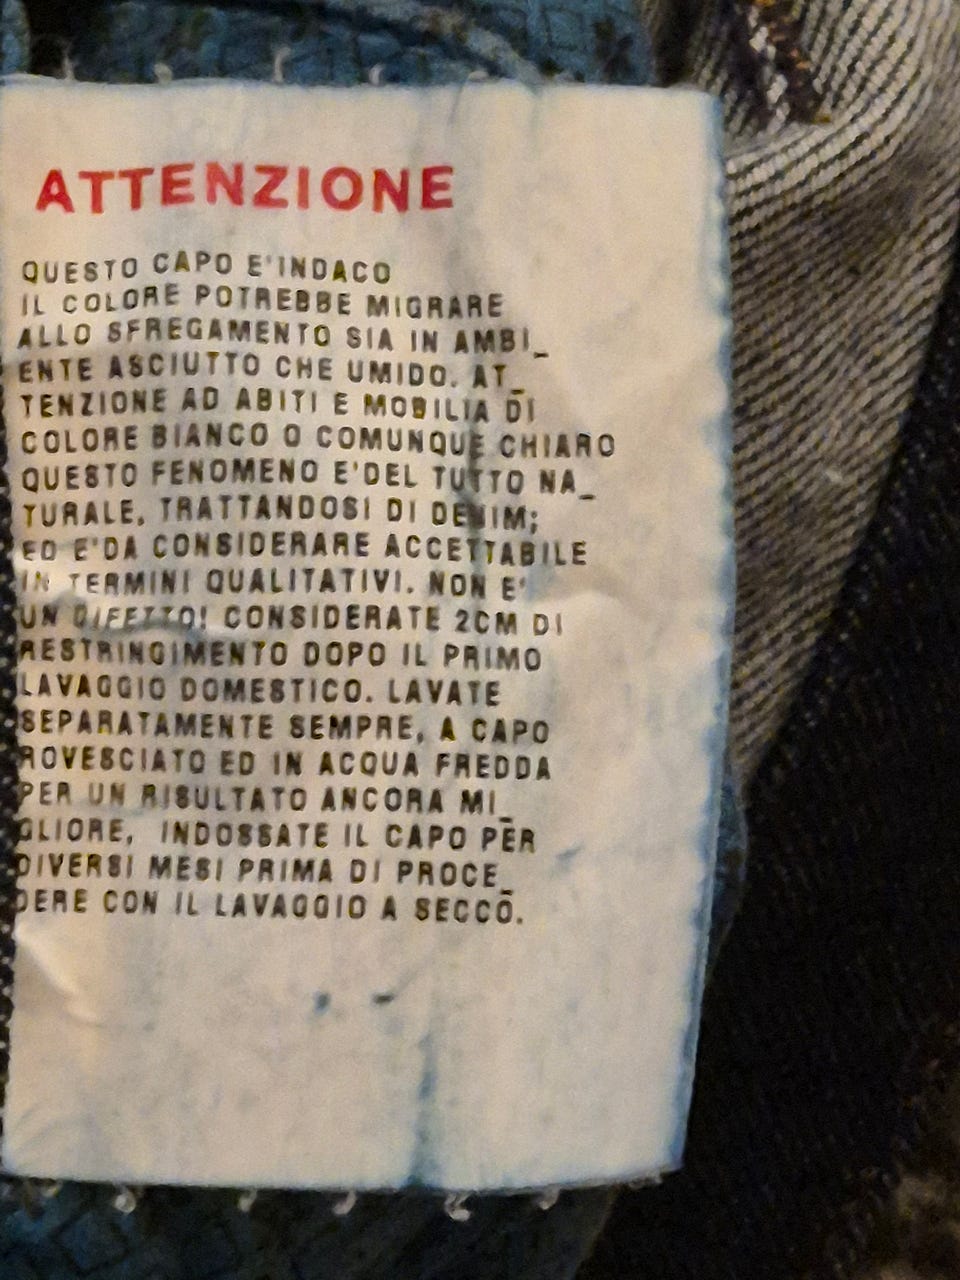 ATTENZIONE
QUESTO CAPO E'INDACO
IL COLORE POTREBBE MIGRARE
ALLO SFREGAMENTO SIA IN AMBI_
ENTE ASCIUTTO CHE UMIDO. AT_
TENZIONE AD ABITI E MOBILIA DI
COLORE BIANCO O COMUNQUE CHIARO
QUESTO FENOMENO E'DEL TUTTO NA_
TURALE, TRATTANDOSI DI DENIM;
ED E'DA CONSIDERARE ACCETTABILE
IN TERMINI QUALITATIVI. NON E'
UN DIFETTO! CONSIDERATE 2CM DI
RESTRINGIMENTO DOPO IL PRIMO
LAVAGGIO DOMESTICO. LAVATE
SEPARATAMENTE SEMPRE, A CAPO
ROVESCIATO ED IN ACQUA FREDDA
PER UN RISULTATO ANCORA MI_
GLIORE, INDOSSATE IL CAPO PER
DIVERSI MESI PRIMA DI PROCE_
DERE CON IL LAVAGGIO A SECCO.